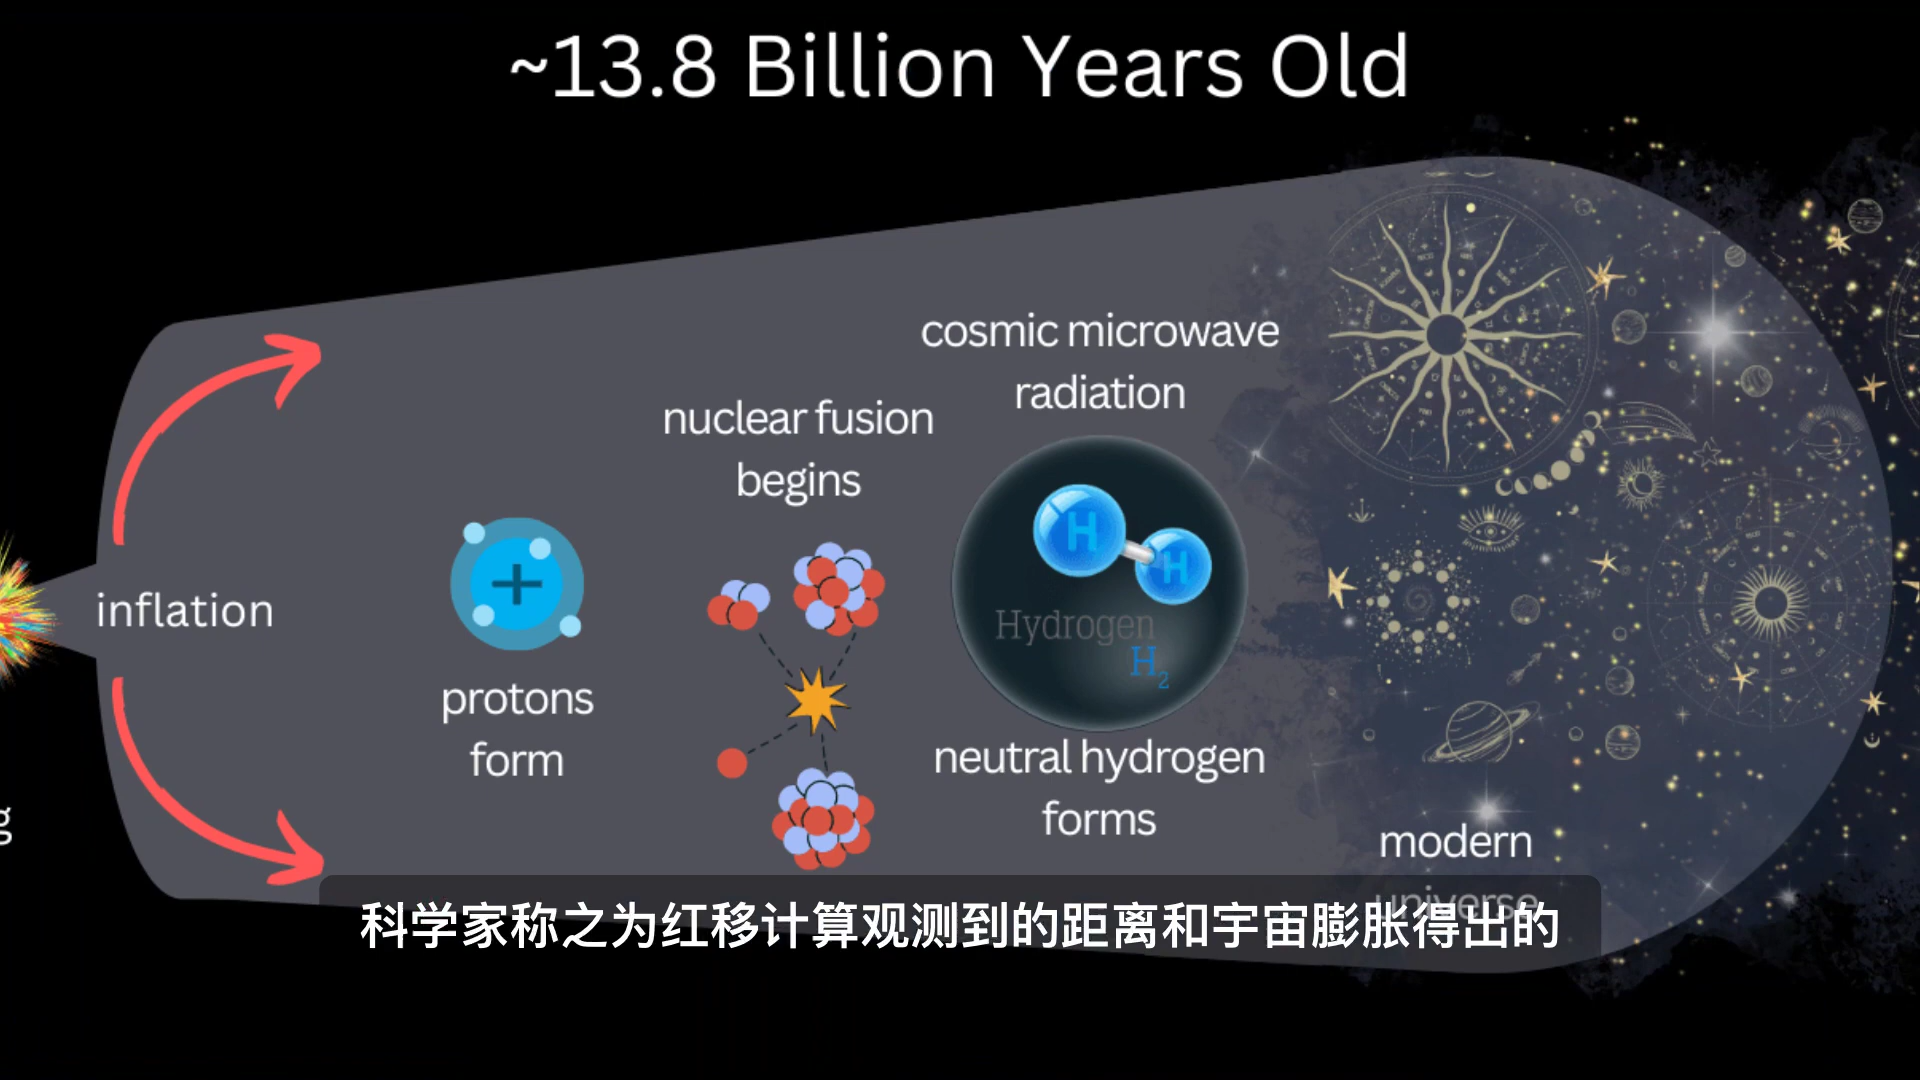 ~13.8 Billion Years Old
cosmic microwave
radiation
nuclear fusion
begins
H
H
Hydrogen
H2
inflation
protons
form
neutral hydrogen
forms
modern
universe
科学家称之为红移计算观测到的距离和宇宙膨胀得出的